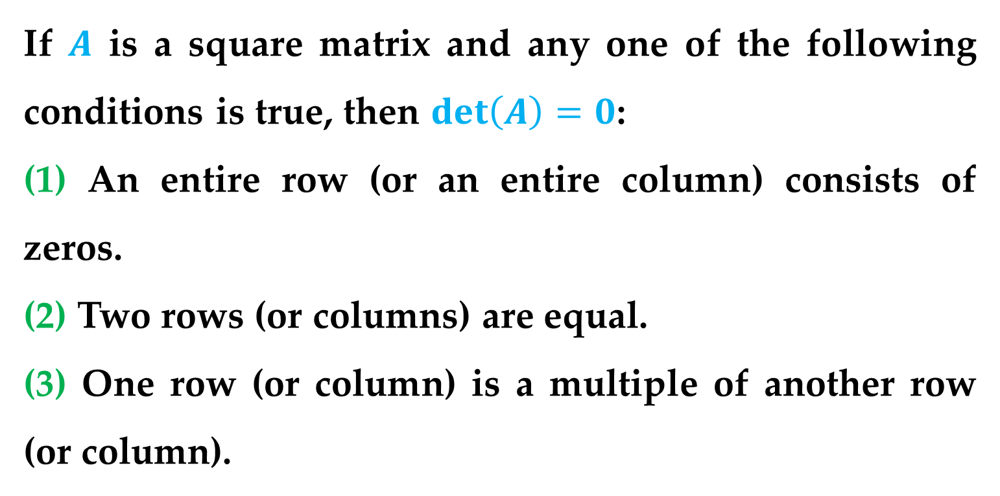 If A is a square matrix and any one of the following
conditions is true, then det(A) = 0:
(1) An entire row (or an entire column) consists of
zeros.
(2) Two rows (or columns) are equal.
(3) One row (or column) is a multiple of another row
(or column).